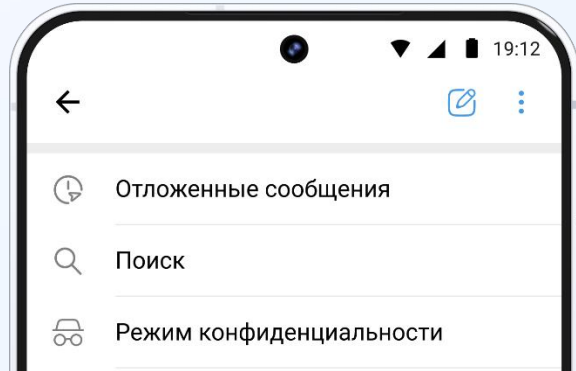 19:12
Отложенные сообщения
Поиск
Режим конфиденциальности